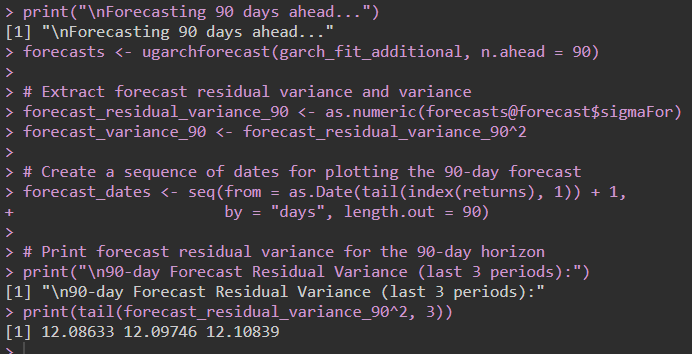 > print("\nForecasting 90 days ahead...")
[1] "\nForecasting 90 days ahead..."
> forecasts <- ugarchforecast(garch_fit_additional, n.ahead = 90)
>
> # Extract forecast residual variance and variance
> forecast_residual_variance_90 <- as.numeric(forecasts@forecast$sigmaFor)
> forecast_variance_90 <- forecast_residual_variance_90^2
>
> # Create a sequence of dates for plotting the 90-day forecast
> forecast_dates <- seq(from = as.Date(tail(index(returns), 1)) + 1,
+                       by = "days", length.out = 90)
>
> # Print forecast residual variance for the 90-day horizon
> print("\n90-day Forecast Residual Variance (last 3 periods):")
[1] "\n90-day Forecast Residual Variance (last 3 periods):"
> print(tail(forecast_residual_variance_90^2, 3))
[1] 12.08633 12.09746 12.10839
>